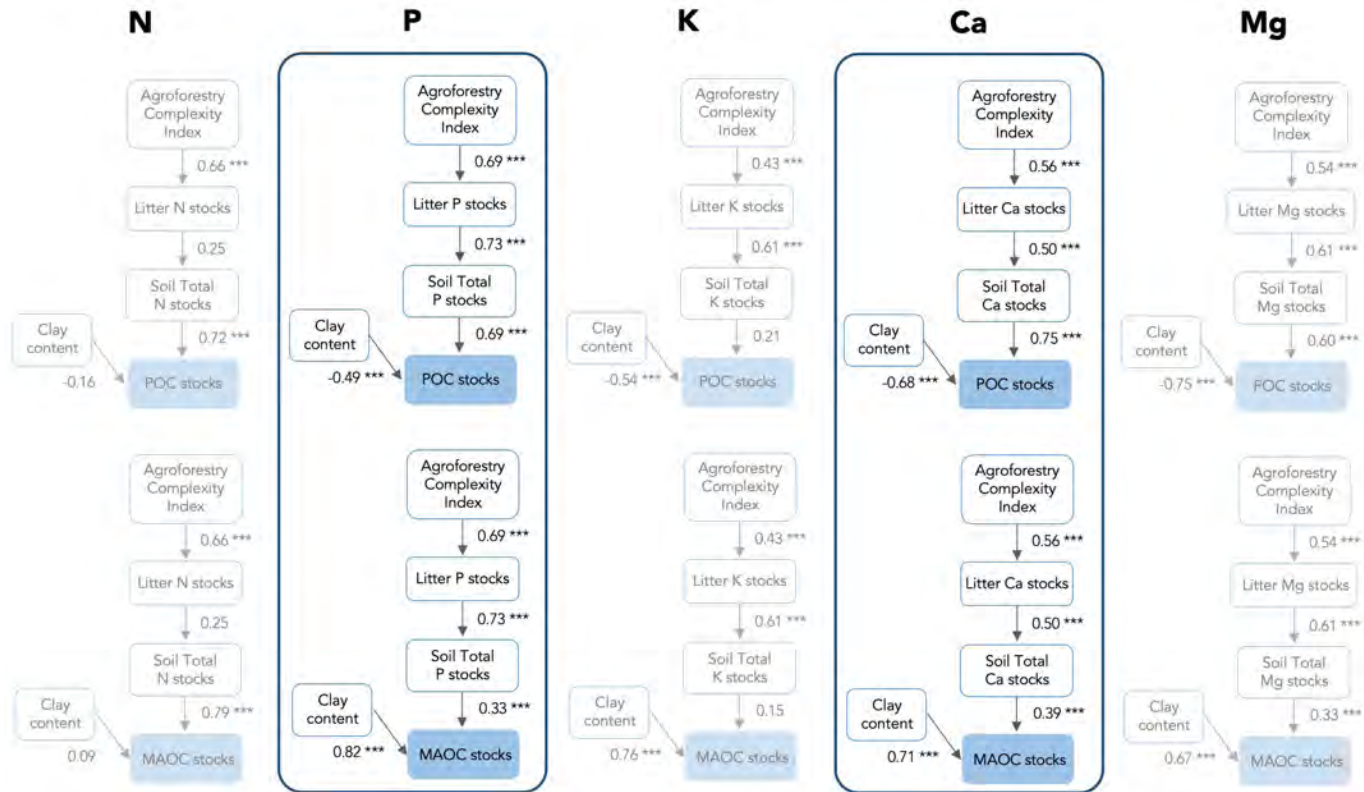 N
P
K
Ca
Mg
Agroforestry
Complexity
Index
0.66 ***
Litter N stocks
0.25
Soil Total
N stocks
Clay
content
0.72 ***
-0.16
POC stocks
Agroforestry
Complexity
Index
0.69 ***
Litter P stocks
0.73 ***
Soil Total
P stocks
Clay
content
0.69 ***
-0.49 ***
POC stocks
Agroforestry
Complexity
Index
0.43 ***
Litter K stocks
0.61 ***
Soil Total
K stocks
Clay
content
0.21
-0.54 ***
POC stocks
Agroforestry
Complexity
Index
0.56 ***
Litter Ca stocks
0.50 ***
Soil Total
Ca stocks
Clay
content
0.75 ***
-0.68 ***
POC stocks
Agroforestry
Complexity
Index
0.54 ***
Litter Mg stocks
0.61 ***
Soil Total
Mg stocks
Clay
content
0.60 ***
-0.75 ***
POC stocks
Agroforestry
Complexity
Index
0.66 ***
Litter N stocks
0.25
Soil Total
N stocks
Clay
content
0.79 ***
0.09
MAOC stocks
Agroforestry
Complexity
Index
0.69 ***
Litter P stocks
0.73 ***
Soil Total
P stocks
Clay
content
0.33 ***
0.82 ***
MAOC stocks
Agroforestry
Complexity
Index
0.43 ***
Litter K stocks
0.61 ***
Soil Total
K stocks
Clay
content
0.15
0.76 ***
MAOC stocks
Agroforestry
Complexity
Index
0.56 ***
Litter Ca stocks
0.50 ***
Soil Total
Ca stocks
Clay
content
0.39 ***
0.71 ***
MAOC stocks
Agroforestry
Complexity
Index
0.54 ***
Litter Mg stocks
0.61 ***
Soil Total
Mg stocks
Clay
content
0.33 ***
0.67 ***
MAOC stocks